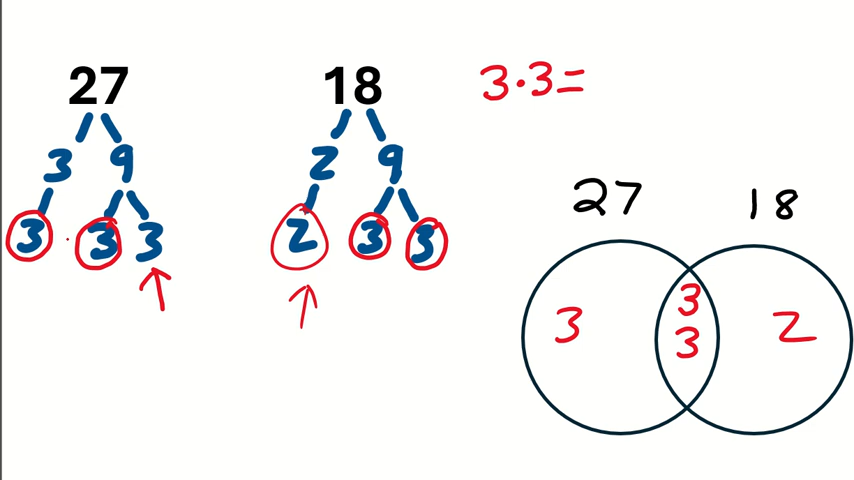 27 18 3·3=
3 9 2 9
3 3 3 2 3 3
27 18
3 3 2
3